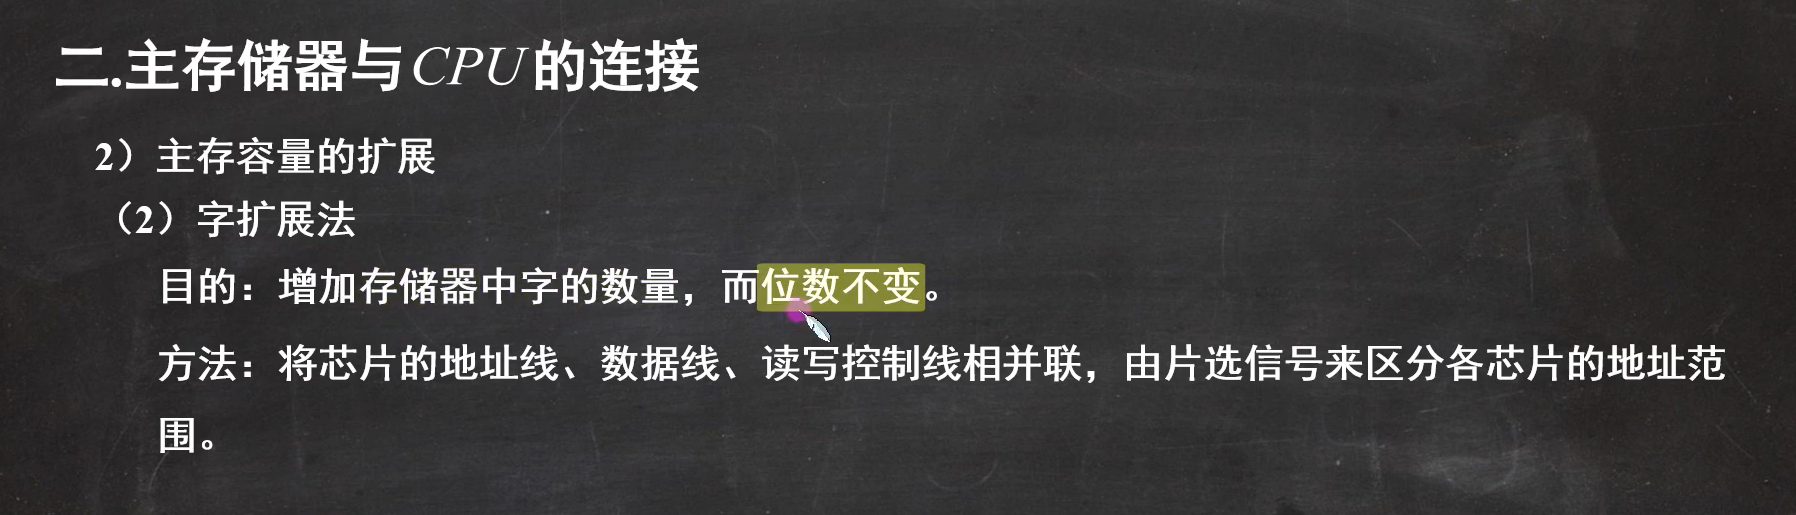 二.主存储器与CPU的连接
2）主存容量的扩展
（2）字扩展法
目的：增加存储器中字的数量，而位数不变。
方法：将芯片的地址线、数据线、读写控制线相并联，由片选信号来区分各芯片的地址范
围。